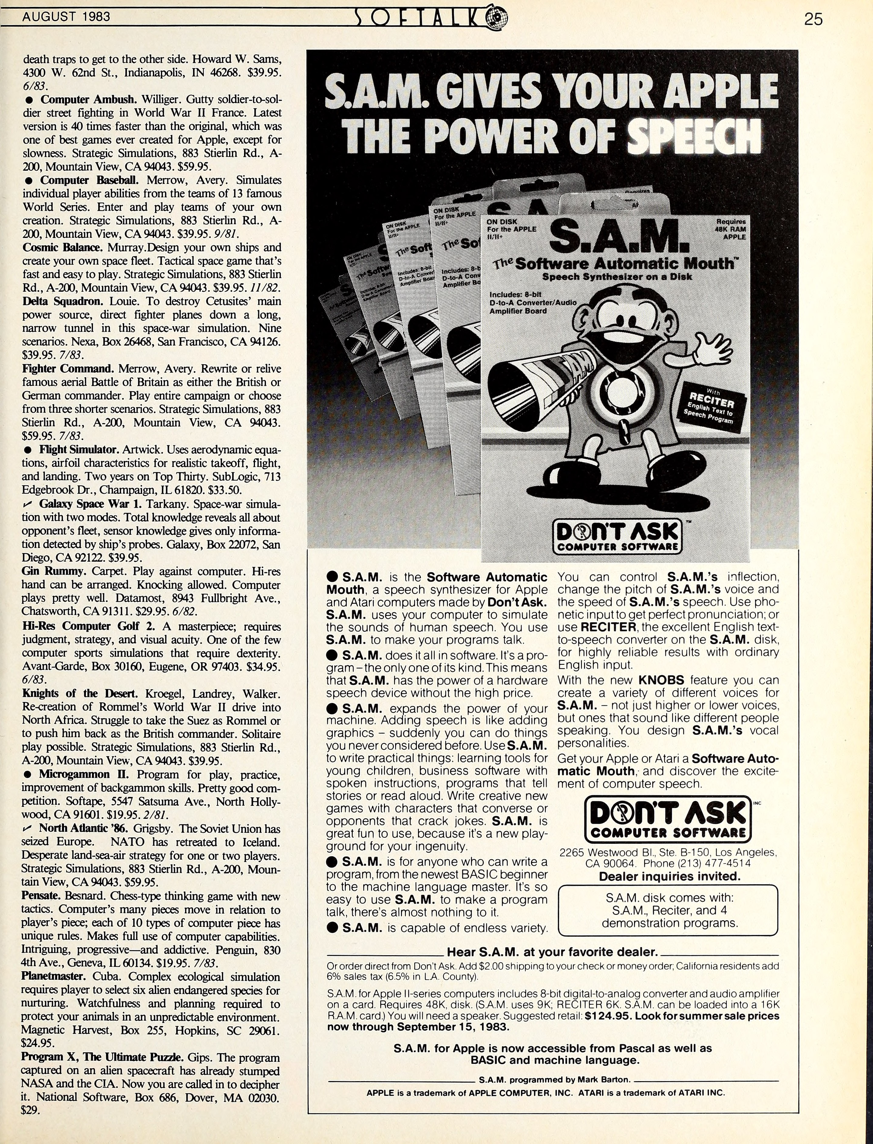 AUGUST 1983
SOFTALK
25
death traps to get to the other side. Howard W. Sams,
4300 W. 62nd St., Indianapolis, IN 46268. $39.95.
6/83.
● Computer Ambush. Williger. Gutty soldier-to-sol-
dier street fighting in World War II France. Latest
version is 40 times faster than the original, which was
one of best games ever created for Apple, except for
slowness. Strategic Simulations, 883 Stierlin Rd., A-
200, Mountain View, CA 94043. $59.95.
● Computer Baseball. Merrow, Avery. Simulates
individual player abilities from the teams of 13 famous
World Series. Enter and play teams of your own
creation. Strategic Simulations, 883 Stierlin Rd., A-
200, Mountain View, CA 94043. $39.95. 9/81.
Cosmic Balance. Murray.Design your own ships and
create your own space fleet. Tactical space game that's
fast and easy to play. Strategic Simulations, 883 Stierlin
Rd., A-200, Mountain View, CA 94043. $39.95. 11/82.
Delta Squadron. Louie. To destroy Cetusites' main
power source, direct fighter planes down a long,
narrow tunnel in this space-war simulation. Nine
scenarios. Nexa, Box 26468, San Francisco, CA 94126.
$39.95. 7/83.
Fighter Command. Merrow, Avery. Rewrite or relive
famous aerial Battle of Britain as either the British or
German commander. Play entire campaign or choose
from three shorter scenarios. Strategic Simulations, 883
Stierlin Rd., A-200, Mountain View, CA 94043.
$59.95. 7/83.
● Flight Simulator. Artwick. Uses aerodynamic equa-
tions, airfoil characteristics for realistic takeoff, flight,
and landing. Two years on Top Thirty. SubLogic, 713
Edgebrook Dr., Champaign, IL 61820. $33.50.
✓ Galaxy Space War 1. Tarkany. Space-war simula-
tion with two modes. Total knowledge reveals all about
opponent's fleet, sensor knowledge gives only informa-
tion detected by ship's probes. Galaxy, Box 22072, San
Diego, CA 92122. $39.95.
Gin Rummy. Carpet. Play against computer. Hi-res
hand can be arranged. Knocking allowed. Computer
plays pretty well. Datamost, 8943 Fullbright Ave.,
Chatsworth, CA 91311. $29.95. 6/82.
Hi-Res Computer Golf 2. A masterpiece; requires
judgment, strategy, and visual acuity. One of the few
computer sports simulations that require dexterity.
Avant-Garde, Box 30160, Eugene, OR 97403. $34.95.
6/83.
Knights of the Desert. Kroegel, Landrey, Walker.
Re-creation of Rommel's World War II drive into
North Africa. Struggle to take the Suez as Rommel or
to push him back as the British commander. Solitaire
play possible. Strategic Simulations, 883 Stierlin Rd.,
A-200, Mountain View, CA 94043. $39.95.
● Microgammon II. Program for play, practice,
improvement of backgammon skills. Pretty good com-
petition. Softape, 5547 Satsuma Ave., North Holly-
wood, CA 91601. $19.95. 2/81.
✓ North Atlantic '86. Grigsby. The Soviet Union has
seized Europe. NATO has retreated to Iceland.
Desperate land-sea-air strategy for one or two players.
Strategic Simulations, 883 Stierlin Rd., A-200, Moun-
tain View, CA 94043. $59.95.
Pensate. Besnard. Chess-type thinking game with new
tactics. Computer's many pieces move in relation to
player's piece; each of 10 types of computer piece has
unique rules. Makes full use of computer capabilities.
Intriguing, progressive—and addictive. Penguin, 830
4th Ave., Geneva, IL 60134. $19.95. 7/83.
Planetmaster. Cuba. Complex ecological simulation
requires player to select six alien endangered species for
nurturing. Watchfulness and planning required to
protect your animals in an unpredictable environment.
Magnetic Harvest, Box 255, Hopkins, SC 29061.
$24.95.
Program X, The Ultimate Puzzle. Gips. The program
captured on an alien spacecraft has already stumped
NASA and the CIA. Now you are called in to decipher
it. National Software, Box 686, Dover, MA 02030.
$29.
S.A.M. GIVES YOUR APPLE
THE POWER OF SPEECH
ON DISK
For the APPLE
II/II+
Requires
48K RAM
APPLE
S.A.M.
The Software Automatic Mouth™
Speech Synthesizer on a Disk
Includes: 8-bit
D-to-A Converter/Audio
Amplifier Board
SAM
With
RECITER
English Text to
Speech Program
DON'T ASK™
COMPUTER SOFTWARE
● S.A.M. is the Software Automatic
Mouth, a speech synthesizer for Apple
and Atari computers made by Don't Ask.
S.A.M. uses your computer to simulate
the sounds of human speech. You use
S.A.M. to make your programs talk.
● S.A.M. does it all in software. It's a pro-
gram – the only one of its kind. This means
that S.A.M. has the power of a hardware
speech device without the high price.
● S.A.M. expands the power of your
machine. Adding speech is like adding
graphics – suddenly you can do things
you never considered before. Use S.A.M.
to write practical things: learning tools for
young children, business software with
spoken instructions, programs that tell
stories or read aloud. Write creative new
games with characters that converse or
opponents that crack jokes. S.A.M. is
great fun to use, because it's a new play-
ground for your ingenuity.
● S.A.M. is for anyone who can write a
program, from the newest BASIC beginner
to the machine language master. It's so
easy to use S.A.M. to make a program
talk, there's almost nothing to it.
● S.A.M. is capable of endless variety.
You can control S.A.M.'s inflection,
change the pitch of S.A.M.'s voice and
the speed of S.A.M.'s speech. Use pho-
netic input to get perfect pronunciation; or
use RECITER, the excellent English text-
to-speech converter on the S.A.M. disk,
for highly reliable results with ordinary
English input.
With the new KNOBS feature you can
create a variety of different voices for
S.A.M. – not just higher or lower voices,
but ones that sound like different people
speaking. You design S.A.M.'s vocal
personalities.
Get your Apple or Atari a Software Auto-
matic Mouth, and discover the excite-
ment of computer speech.
DON'T ASK INC
COMPUTER SOFTWARE
2265 Westwood Bl., Ste. B-150, Los Angeles,
CA 90064. Phone (213) 477-4514
Dealer inquiries invited.
S.A.M. disk comes with:
S.A.M., Reciter, and 4
demonstration programs.
Hear S.A.M. at your favorite dealer.
Or order direct from Don't Ask. Add $2.00 shipping to your check or money order; California residents add
6% sales tax (6.5% in L.A. County).
S.A.M. for Apple II-series computers includes 8-bit digital-to-analog converter and audio amplifier
on a card. Requires 48K, disk. (S.A.M. uses 9K; RECITER 6K. S.A.M. can be loaded into a 16K
R.A.M. card.) You will need a speaker. Suggested retail: $124.95. Look for summer sale prices
now through September 15, 1983.
S.A.M. for Apple is now accessible from Pascal as well as
BASIC and machine language.
S.A.M. programmed by Mark Barton.
APPLE is a trademark of APPLE COMPUTER, INC. ATARI is a trademark of ATARI INC.